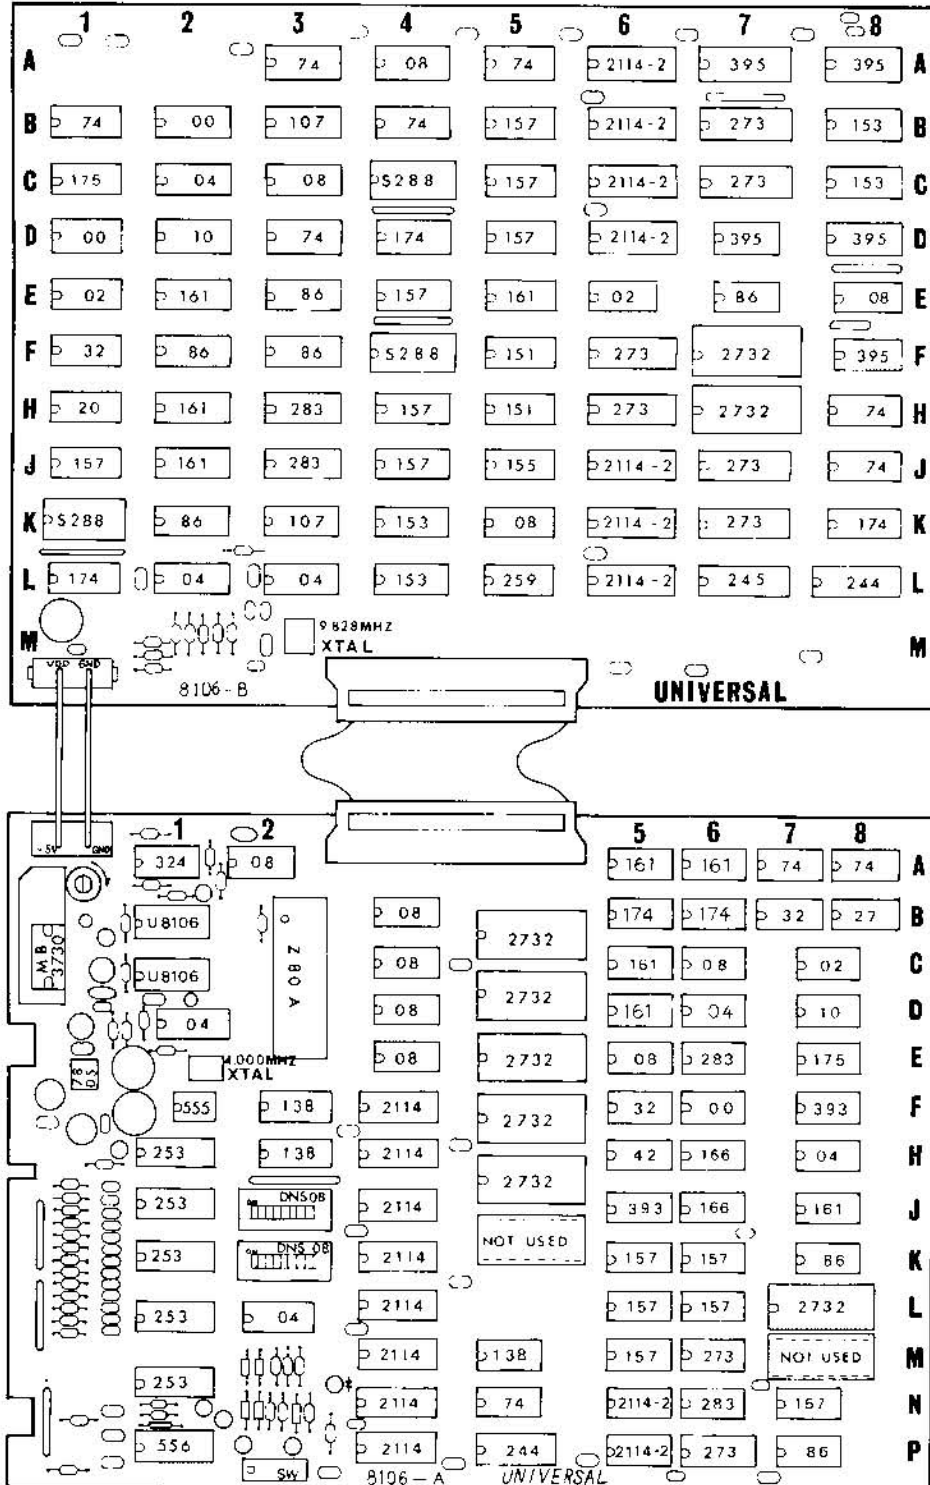 1 2 3 4 5 6 7 8
A 74 08 74 2114-2 395 395 A
B 74 00 107 74 157 2114-2 273 153 B
C 175 04 08 S288 157 2114-2 273 153 C
D 00 10 74 174 157 2114-2 395 395 D
E 02 161 86 157 161 02 86 08 E
F 32 86 86 S288 151 273 2732 395 F
H 20 161 283 157 151 273 2732 74 H
J 157 161 283 157 155 2114-2 273 74 J
K S288 86 107 153 08 2114-2 273 174 K
L 174 04 04 153 259 2114-2 245 244 L
M 9828MHZ M
XTAL
VDD GND
8106-B UNIVERSAL
1 2 5 6 7 8
-5V GND
324 08 161 161 74 74 A
U8106 08 2732 174 174 32 27 B
MB 3730
Z80A
U8106 08 161 08 02 C
04 08 2732 161 04 10 D
4.000MHZ
XTAL
78 05
08 2732 08 283 175 E
555 138 2114 2732 32 00 393 F
253 138 2114 42 166 04 H
2732
253 ON DNS08 2114 393 166 161 J
NOT USED
253 ON DNS 08 2114 157 157 86 K
253 04 2114 157 157 2732 L
2114 138 157 273 NOT USED M
253
2114 74 2114-2 283 157 N
556 2114 244 2114-2 273 86 P
SW
8106-A UNIVERSAL